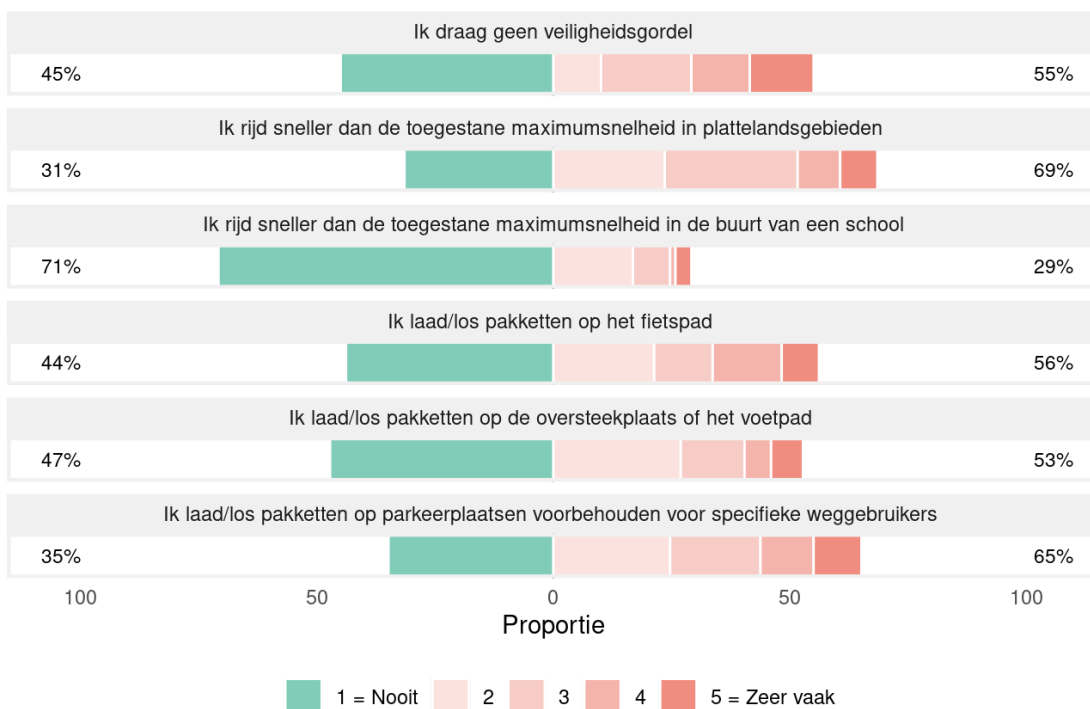 Ik draag geen veiligheidsgordel
45% 55%
Ik rijd sneller dan de toegestane maximumsnelheid in plattelandsgebieden
31% 69%
Ik rijd sneller dan de toegestane maximumsnelheid in de buurt van een school
71% 29%
Ik laad/los pakketten op het fietspad
44% 56%
Ik laad/los pakketten op de oversteekplaats of het voetpad
47% 53%
Ik laad/los pakketten op parkeerplaatsen voorbehouden voor specifieke weggebruikers
35% 65%
100 50 0 50 100
Proportie
1 = Nooit 2 3 4 5 = Zeer vaak